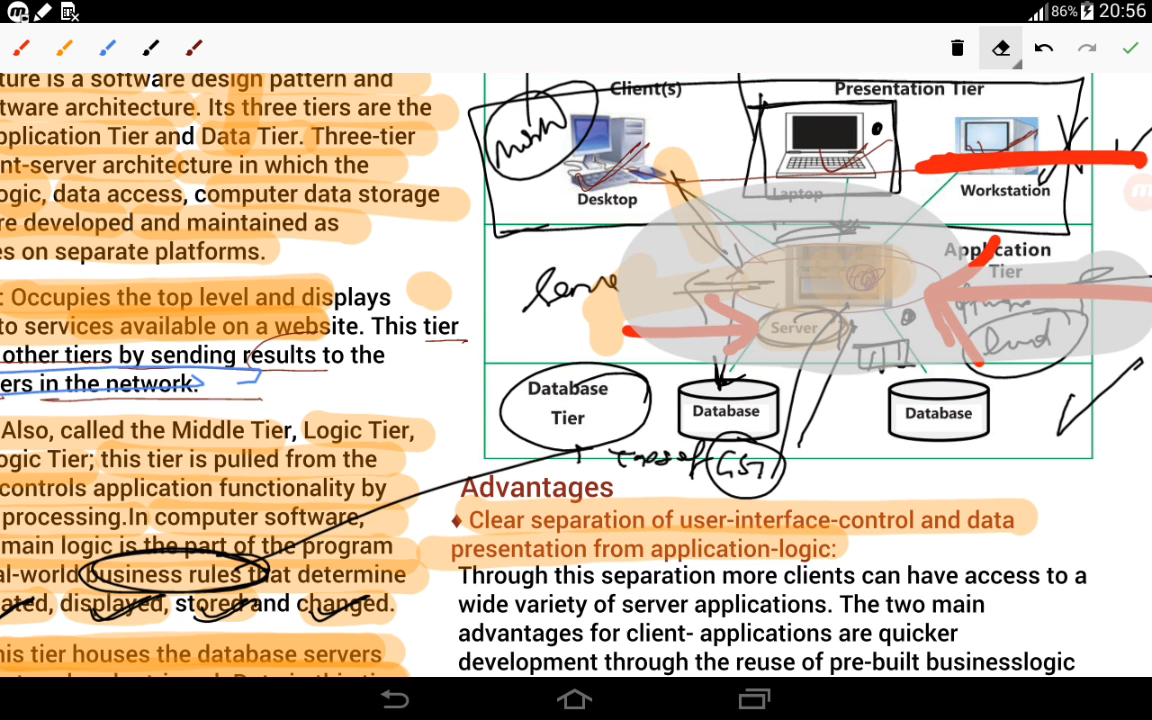 86% 20:56
ture is a software design pattern and
tware architecture. Its three tiers are the
pplication Tier and Data Tier. Three-tier
nt-server architecture in which the
ogic, data access, computer data storage
re developed and maintained as
es on separate platforms.
: Occupies the top level and displays
to services available on a website. This tier
other tiers by sending results to the
ers in the network.
Also, called the Middle Tier, Logic Tier,
ogic Tier; this tier is pulled from the
controls application functionality by
processing.In computer software,
main logic is the part of the program
al-world business rules that determine
ated, displayed, stored and changed.
his tier houses the database servers
Client(s)
Presentation Tier
Desktop
Laptop
Workstation
Application
Tier
Server
Database
Tier
Database
Database
GST
Advantages
♦ Clear separation of user-interface-control and data
presentation from application-logic:
Through this separation more clients can have access to a
wide variety of server applications. The two main
advantages for client- applications are quicker
development through the reuse of pre-built businesslogic